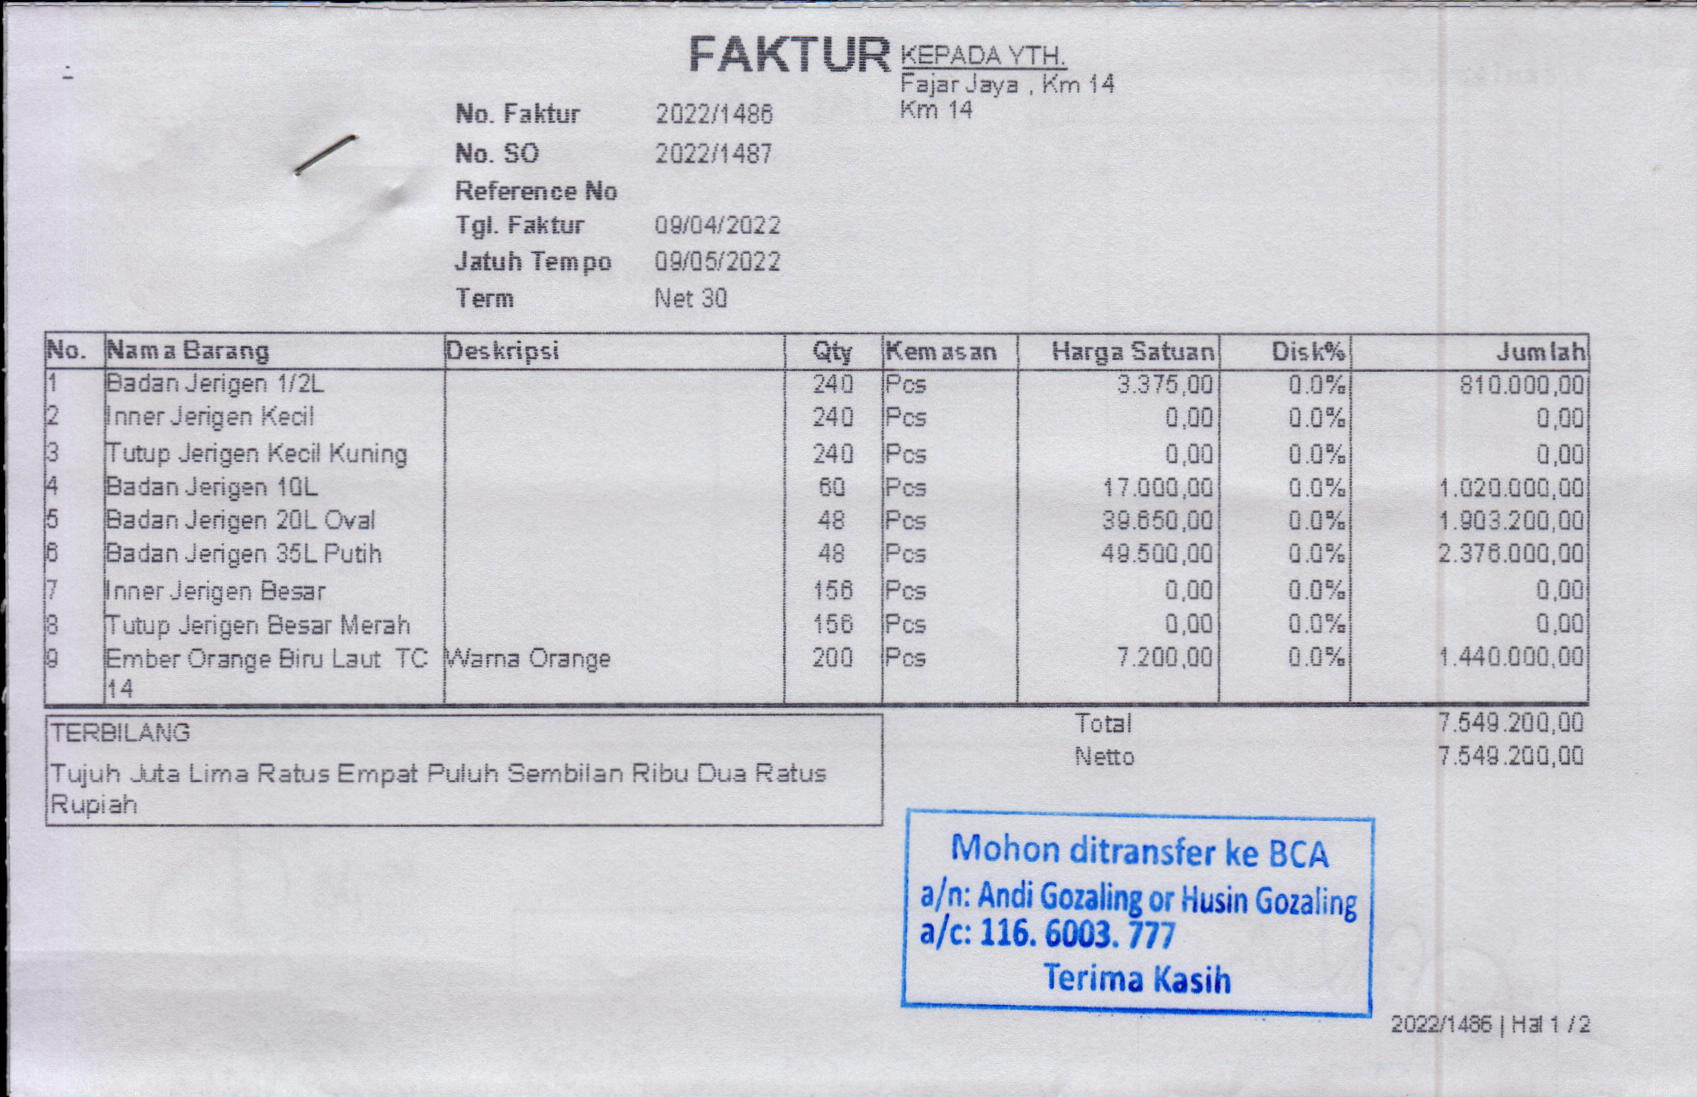 FAKTUR
KEPADA YTH.
Fajar Jaya , Km 14
Km 14
No. Faktur 2022/1486
No. SO 2022/1487
Reference No
Tgl. Faktur 09/04/2022
Jatuh Tempo 09/05/2022
Term Net 30
No. Nama Barang Deskripsi Qty Kemasan Harga Satuan Disk% Jumlah
1 Badan Jerigen 1/2L 240 Pcs 3.375,00 0.0% 810.000,00
2 Inner Jerigen Kecil 240 Pcs 0,00 0.0% 0,00
3 Tutup Jerigen Kecil Kuning 240 Pcs 0,00 0.0% 0,00
4 Badan Jerigen 10L 60 Pcs 17.000,00 0.0% 1.020.000,00
5 Badan Jerigen 20L Oval 48 Pcs 39.650,00 0.0% 1.903.200,00
6 Badan Jerigen 35L Putih 48 Pcs 49.500,00 0.0% 2.376.000,00
7 Inner Jerigen Besar 156 Pcs 0,00 0.0% 0,00
8 Tutup Jerigen Besar Merah 156 Pcs 0,00 0.0% 0,00
9 Ember Orange Biru Laut TC Warna Orange 200 Pcs 7.200,00 0.0% 1.440.000,00
14
Total 7.549.200,00
Netto 7.549.200,00
TERBILANG
Tujuh Juta Lima Ratus Empat Puluh Sembilan Ribu Dua Ratus
Rupiah
Mohon ditransfer ke BCA
a/n: Andi Gozaling or Husin Gozaling
a/c: 116. 6003. 777
Terima Kasih
2022/1486 | Hal 1 / 2